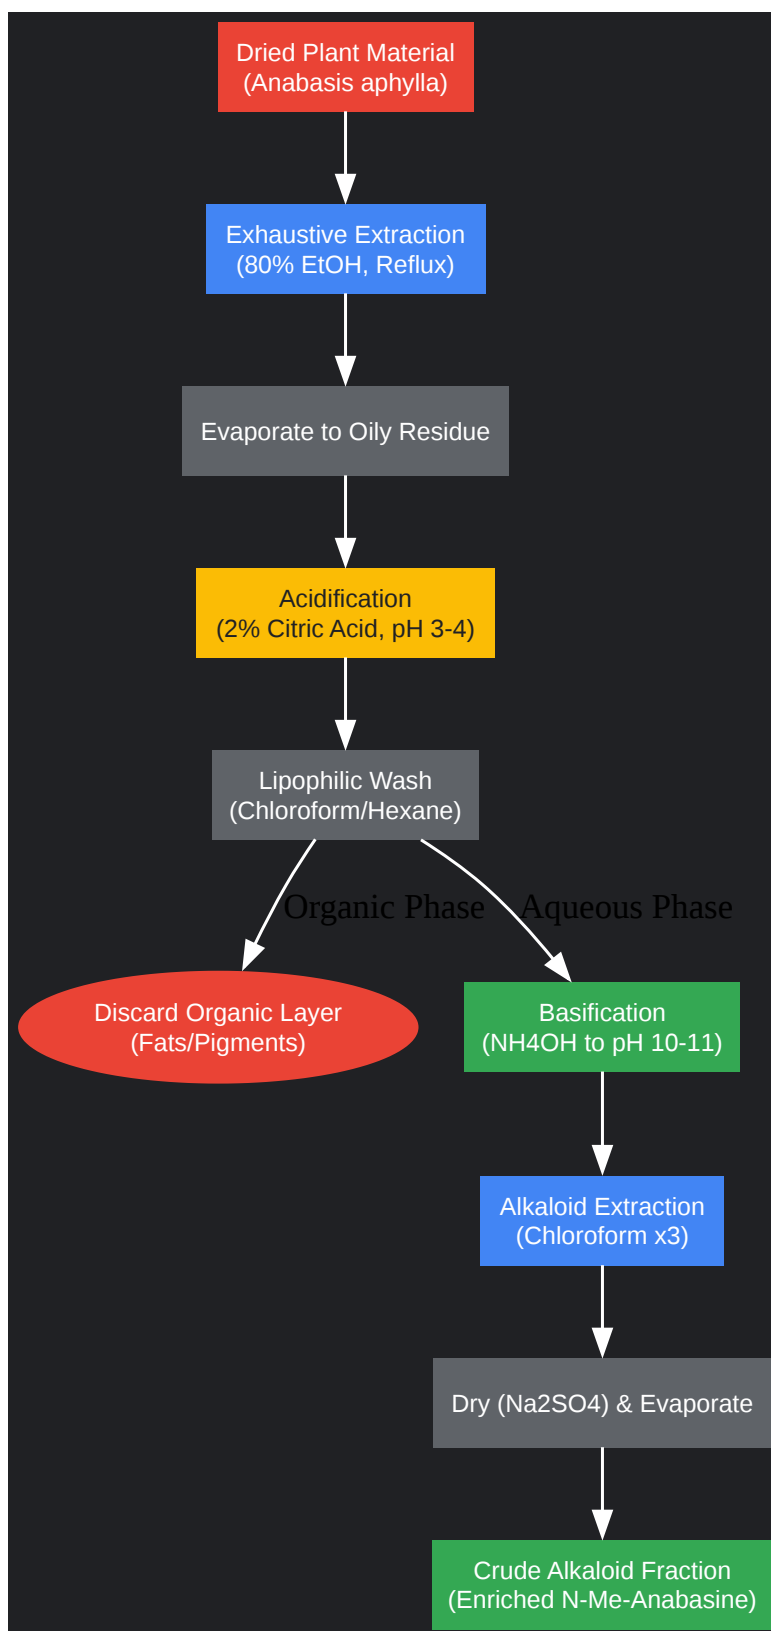 Dried Plant Material
(Anabasis aphylla)
Exhaustive Extraction
(80% EtOH, Reflux)
Evaporate to Oily Residue
Acidification
(2% Citric Acid, pH 3-4)
Lipophilic Wash
(Chloroform/Hexane)
Organic Phase
Aqueous Phase
Discard Organic Layer
(Fats/Pigments)
Basification
(NH4OH to pH 10-11)
Alkaloid Extraction
(Chloroform x3)
Dry (Na2SO4) & Evaporate
Crude Alkaloid Fraction
(Enriched N-Me-Anabasine)